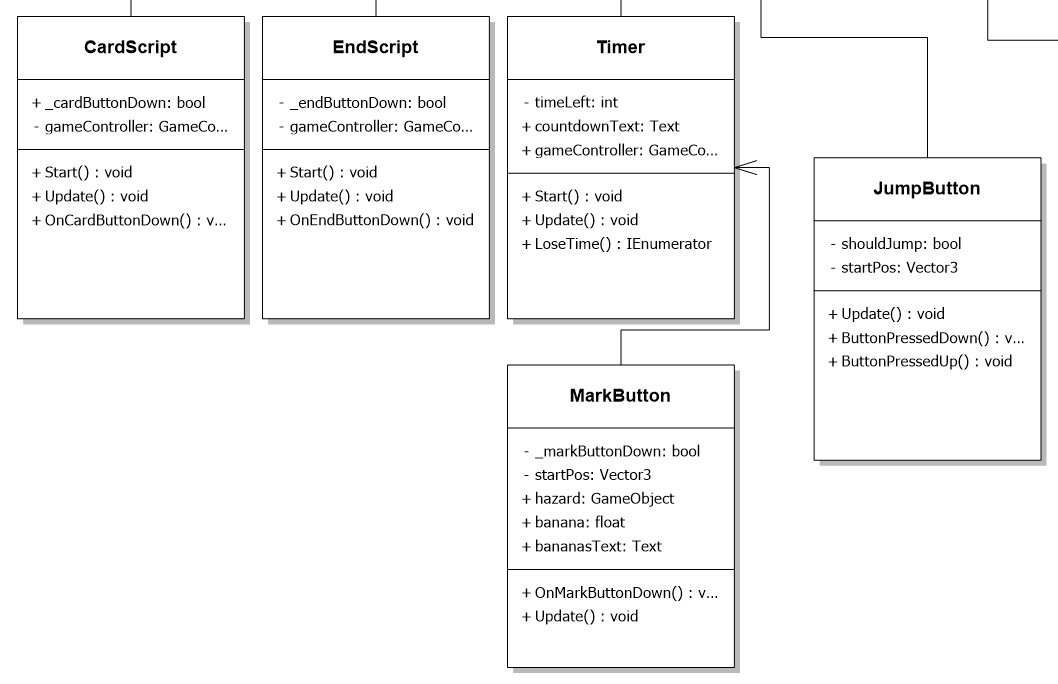 CardScript
+ _cardButtonDown: bool
- gameController: GameCo...
+ Start() : void
+ Update() : void
+ OnCardButtonDown() : v...
EndScript
- _endButtonDown: bool
- gameController: GameCo...
+ Start() : void
+ Update() : void
+ OnEndButtonDown() : void
Timer
- timeLeft: int
+ countdownText: Text
+ gameController: GameCo...
+ Start() : void
+ Update() : void
+ LoseTime() : IEnumerator
JumpButton
- shouldJump: bool
- startPos: Vector3
+ Update() : void
+ ButtonPressedDown() : v...
+ ButtonPressedUp() : void
MarkButton
- _markButtonDown: bool
- startPos: Vector3
+ hazard: GameObject
+ banana: float
+ bananasText: Text
+ OnMarkButtonDown() : v...
+ Update() : void